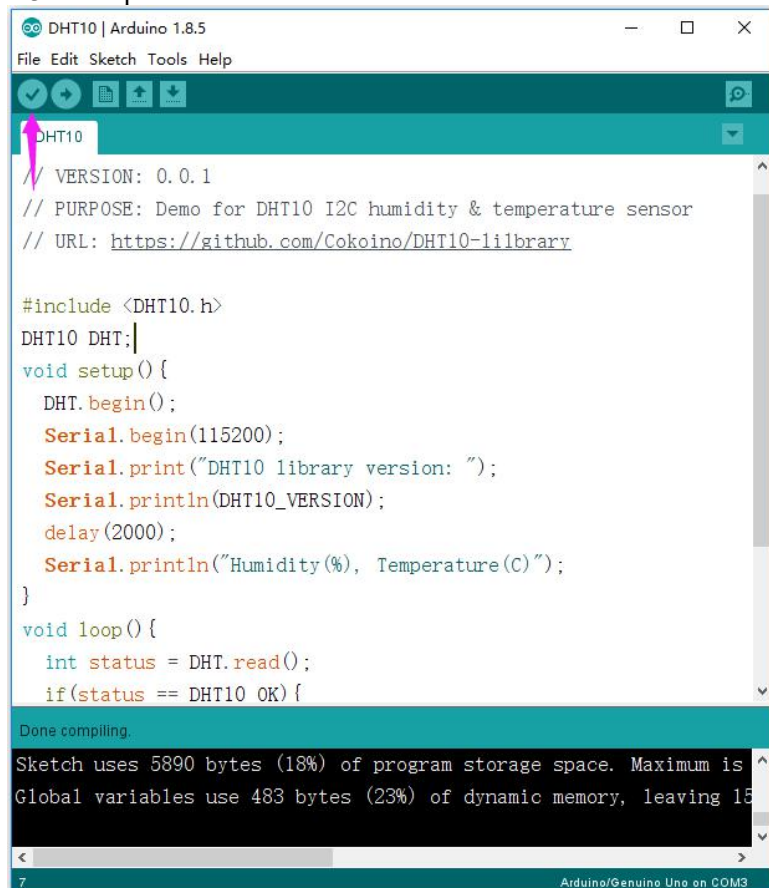 DHT10 | Arduino 1.8.5
File Edit Sketch Tools Help
DHT10
// VERSION: 0.0.1
// PURPOSE: Demo for DHT10 I2C humidity & temperature sensor
// URL: https://github.com/Cokoino/DHT10-lilbrary
#include <DHT10.h>
DHT10 DHT;
void setup(){
DHT.begin();
Serial.begin(115200);
Serial.print("DHT10 library version: ");
Serial.println(DHT10_VERSION);
delay(2000);
Serial.println("Humidity(%), Temperature(C)");
}
void loop(){
int status = DHT.read();
if(status == DHT10_OK){
Done compiling.
Sketch uses 5890 bytes (18%) of program storage space. Maximum is
Global variables use 483 bytes (23%) of dynamic memory, leaving 15
7
Arduino/Genuino Uno on COM3